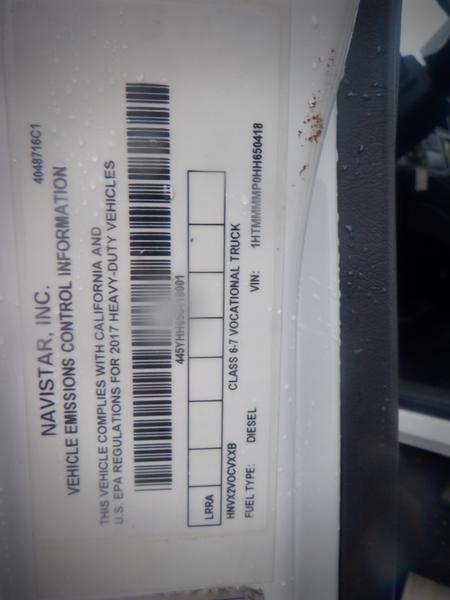 4048716C1
NAVISTAR, INC.
VEHICLE EMISSIONS CONTROL INFORMATION
THIS VEHICLE COMPLIES WITH CALIFORNIA AND
U.S. EPA REGULATIONS FOR 2017 HEAVY-DUTY VEHICLES
LRRA
HNVX2VOCVXXB CLASS 6-7 VOCATIONAL TRUCK
FUEL TYPE: DIESEL VIN: 1HTMMMMP0HH650418